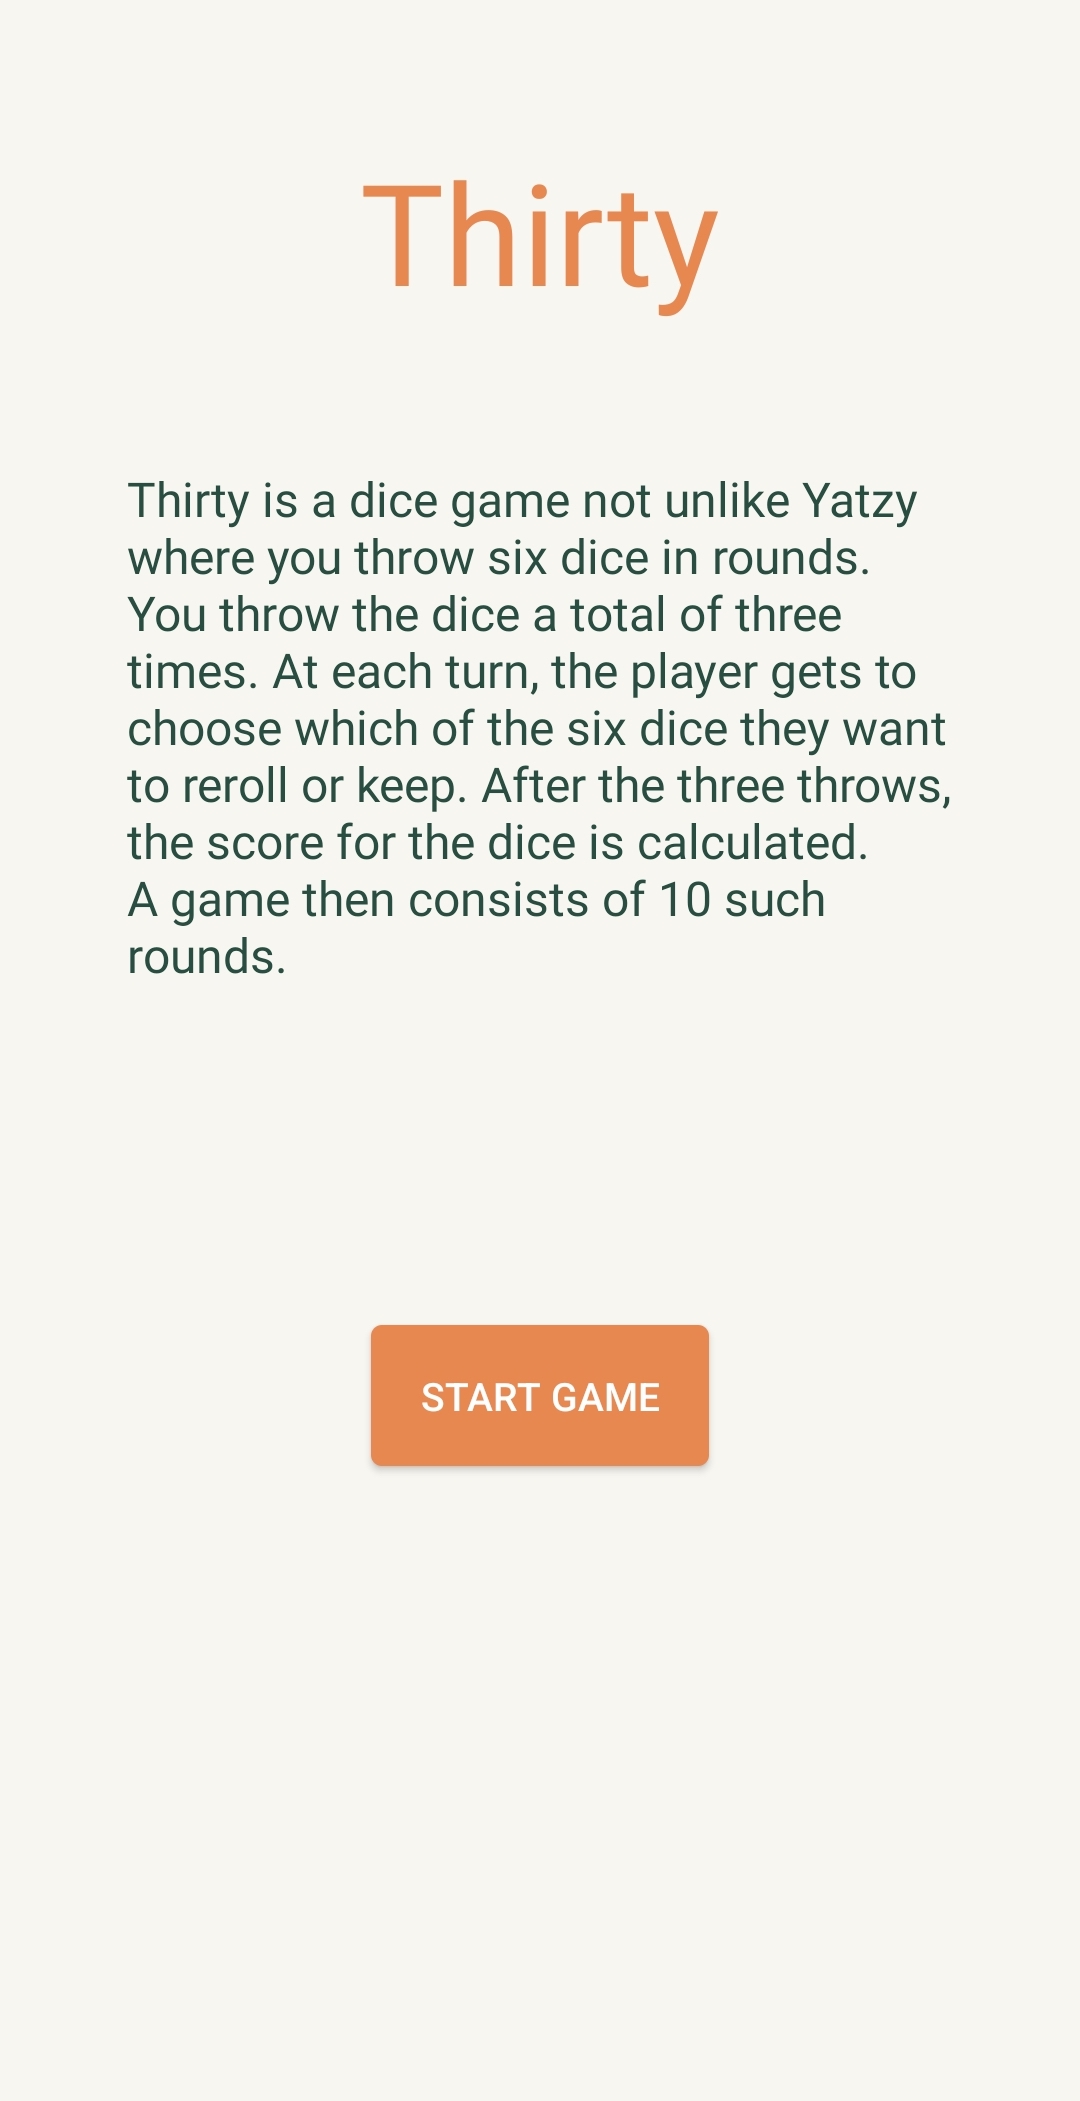 Thirty
Thirty is a dice game not unlike Yatzy
where you throw six dice in rounds.
You throw the dice a total of three
times. At each turn, the player gets to
choose which of the six dice they want
to reroll or keep. After the three throws,
the score for the dice is calculated.
A game then consists of 10 such
rounds.
START GAME